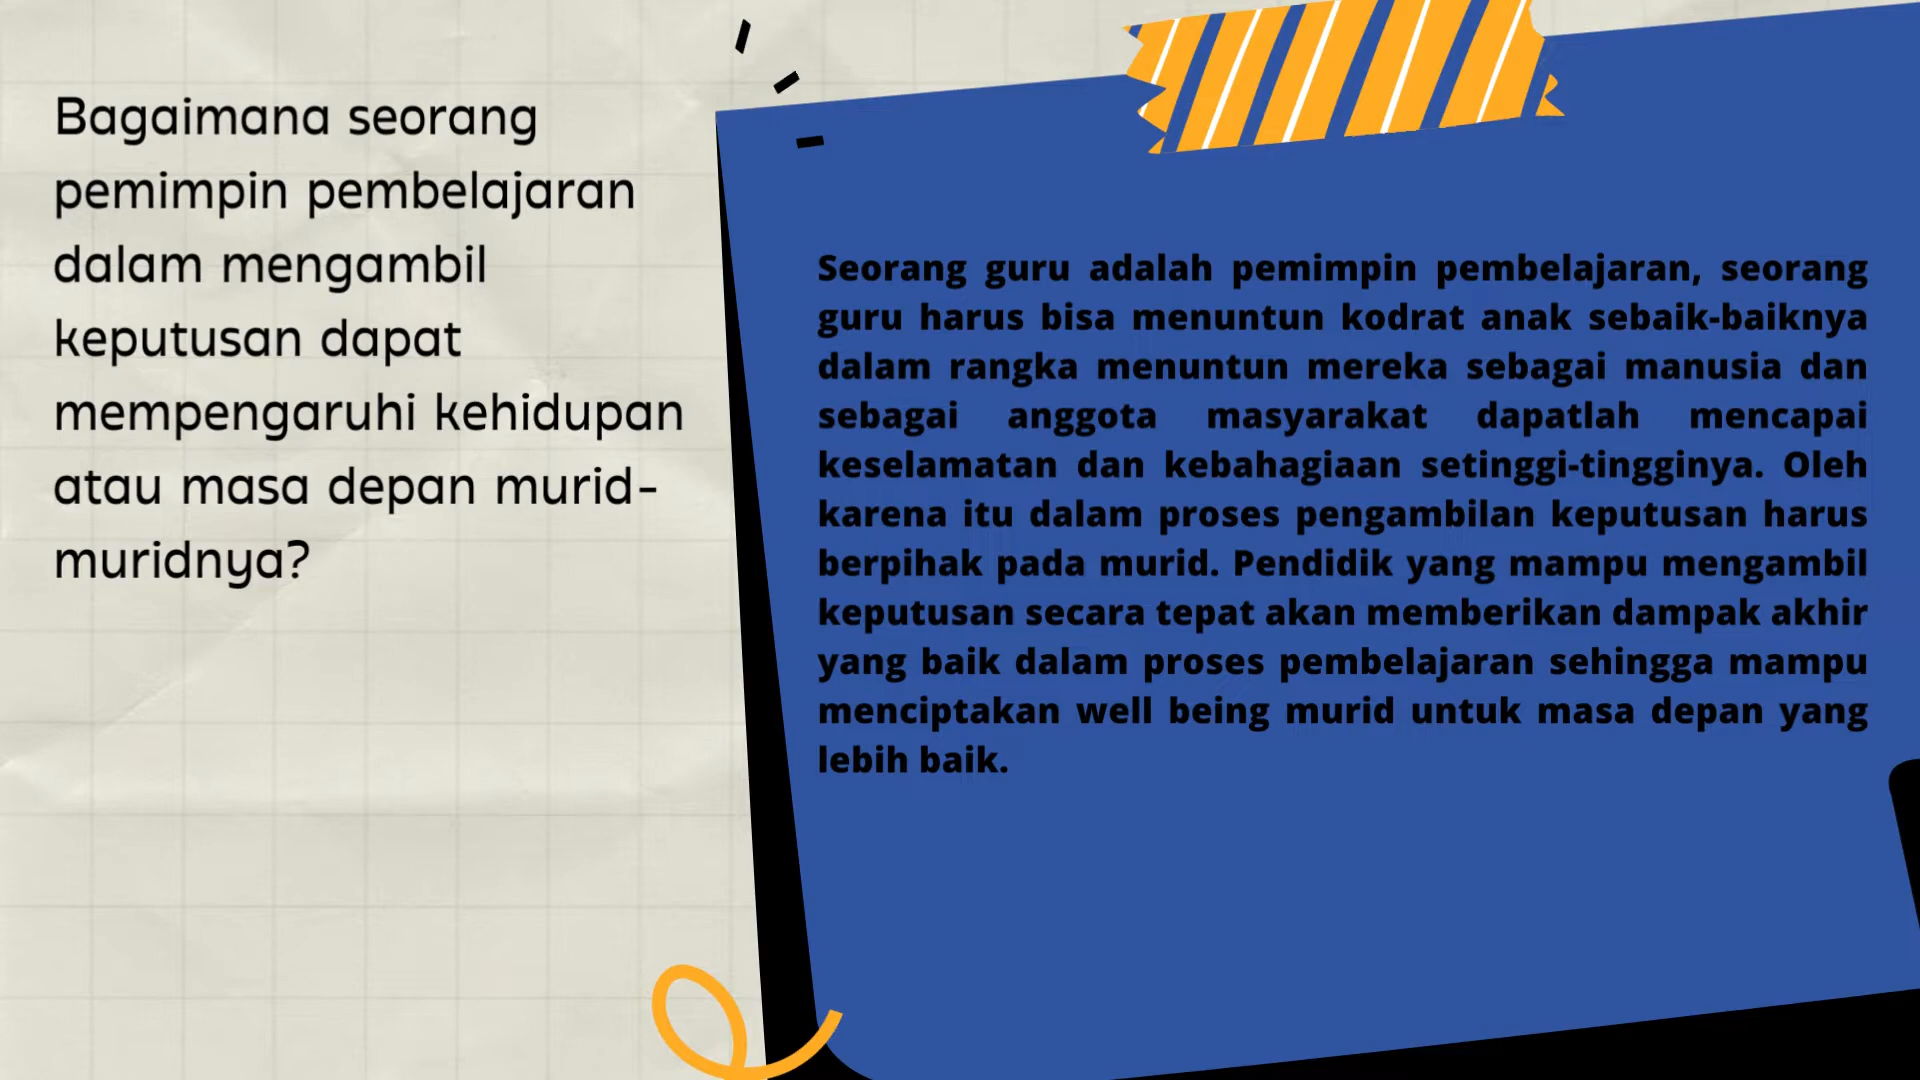 Bagaimana seorang
pemimpin pembelajaran
dalam mengambil
keputusan dapat
mempengaruhi kehidupan
atau masa depan murid-
muridnya?
Seorang guru adalah pemimpin pembelajaran, seorang
guru harus bisa menuntun kodrat anak sebaik-baiknya
dalam rangka menuntun mereka sebagai manusia dan
sebagai anggota masyarakat dapatlah mencapai
keselamatan dan kebahagiaan setinggi-tingginya. Oleh
karena itu dalam proses pengambilan keputusan harus
berpihak pada murid. Pendidik yang mampu mengambil
keputusan secara tepat akan memberikan dampak akhir
yang baik dalam proses pembelajaran sehingga mampu
menciptakan well being murid untuk masa depan yang
lebih baik.